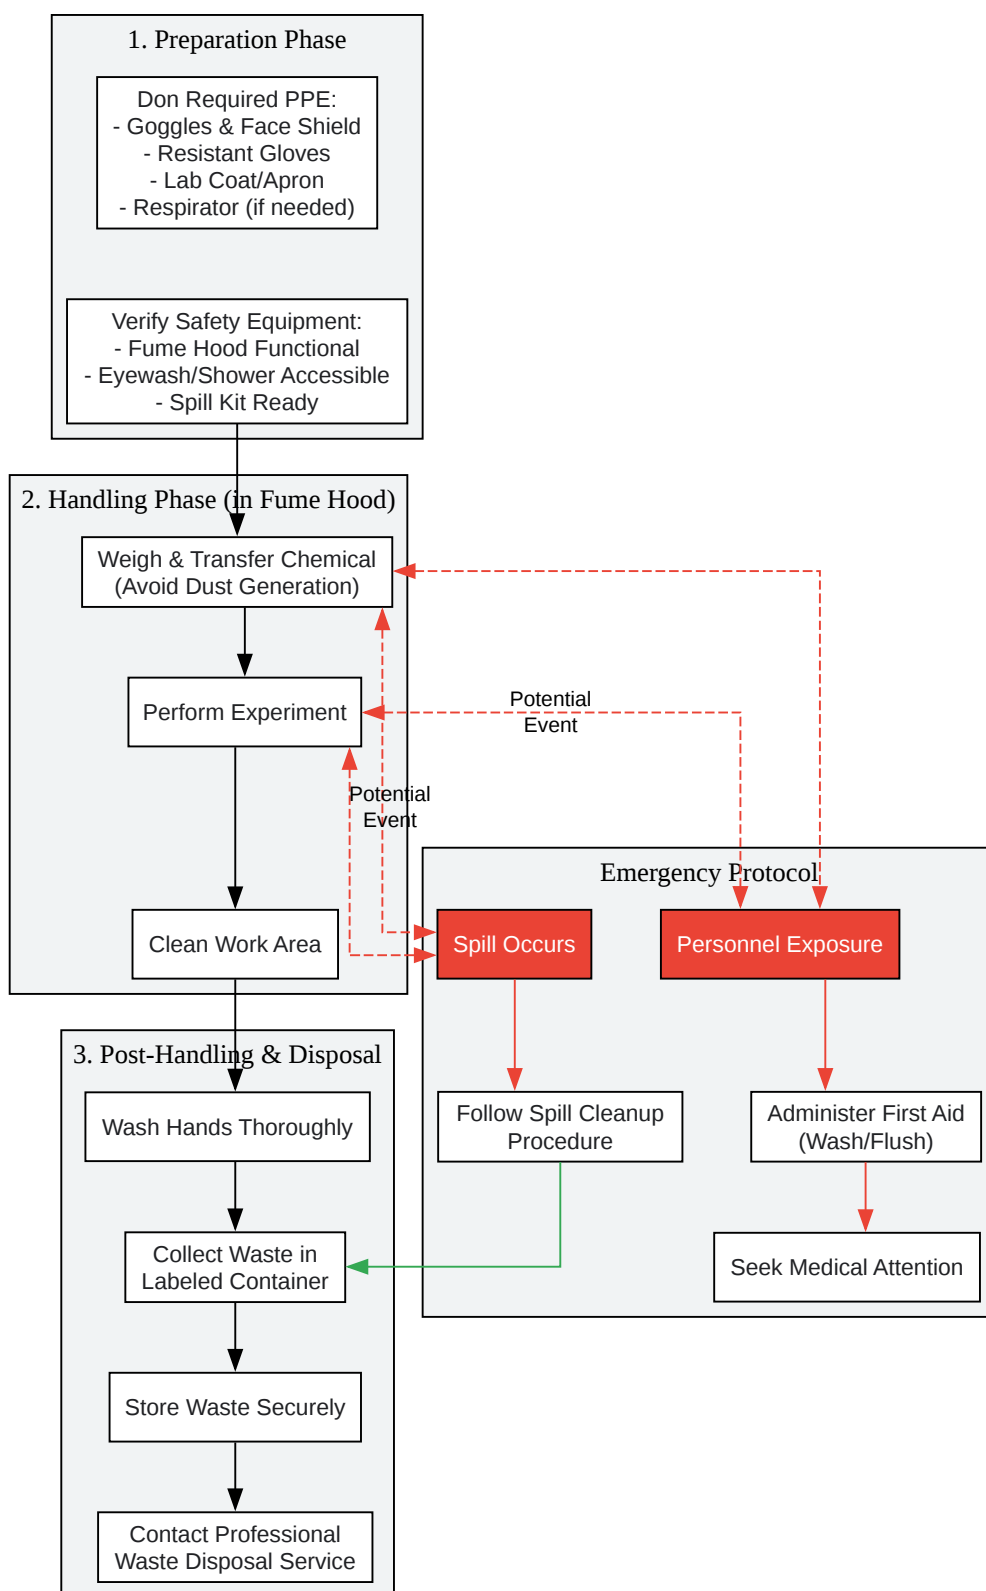 1. Preparation Phase
Don Required PPE:
- Goggles & Face Shield
- Resistant Gloves
- Lab Coat/Apron
- Respirator (if needed)
Verify Safety Equipment:
- Fume Hood Functional
- Eyewash/Shower Accessible
- Spill Kit Ready
2. Handling Phase (in Fume Hood)
Weigh & Transfer Chemical
(Avoid Dust Generation)
Perform Experiment
Potential
Event
Potential
Event
Clean Work Area
Emergency Protocol
Spill Occurs
Personnel Exposure
Follow Spill Cleanup
Procedure
Administer First Aid
(Wash/Flush)
Seek Medical Attention
3. Post-Handling & Disposal
Wash Hands Thoroughly
Collect Waste in
Labeled Container
Store Waste Securely
Contact Professional
Waste Disposal Service